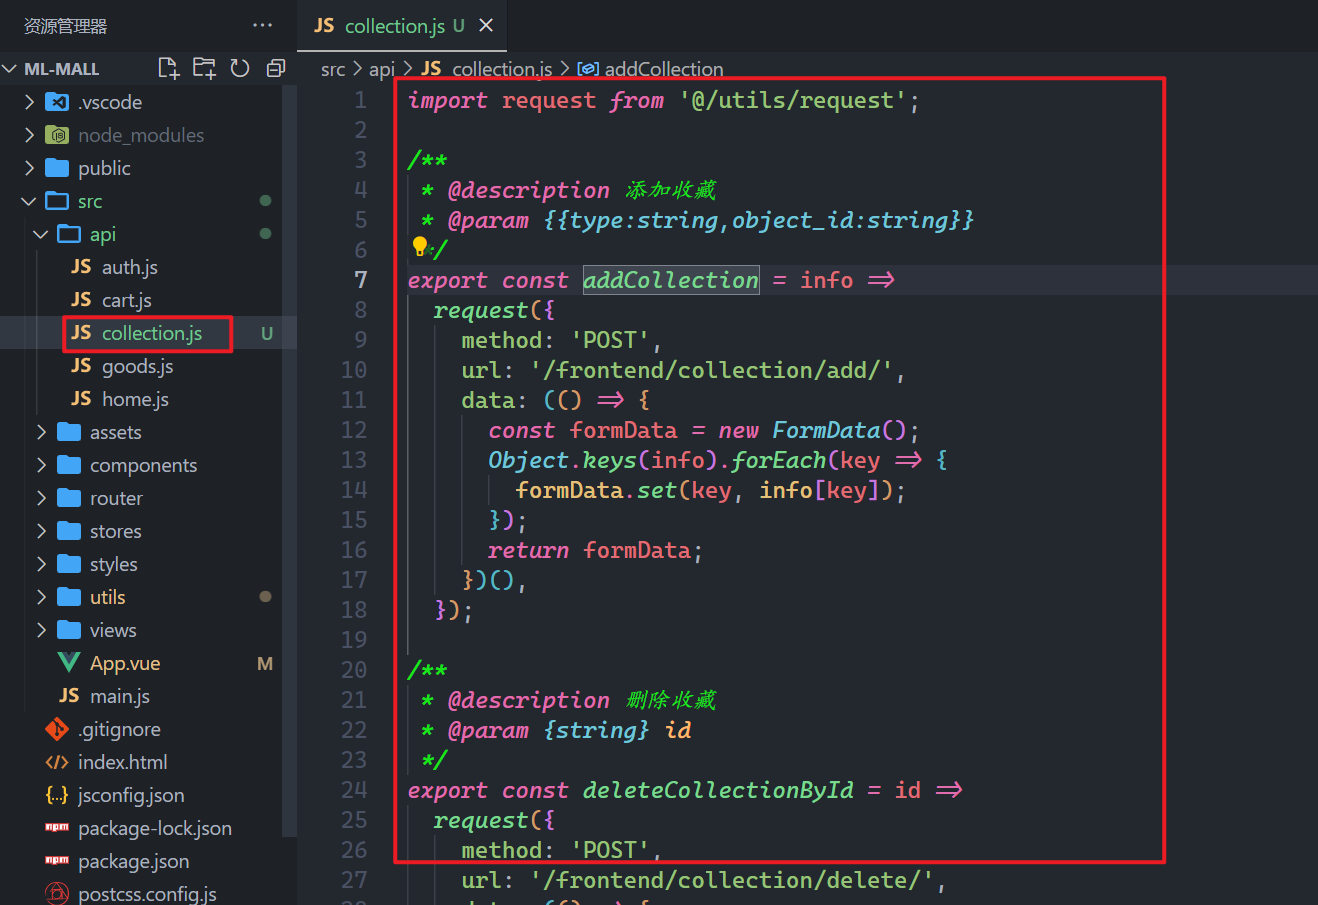 资源管理器 ···
ML-MALL
.vscode
node_modules
public
src
api
JS auth.js
JS cart.js
JS collection.js U
JS goods.js
JS home.js
assets
components
router
stores
styles
utils
views
App.vue M
JS main.js
.gitignore
index.html
jsconfig.json
package-lock.json
package.json
postcss.config.js
JS collection.js U
src > api > JS collection.js > addCollection
1 import request from '@/utils/request';
2
3 /**
4 * @description 添加收藏
5 * @param {{type:string,object_id:string}}
6 */
7 export const addCollection = info =>
8 request({
9 method: 'POST',
10 url: '/frontend/collection/add/',
11 data: (() => {
12 const formData = new FormData();
13 Object.keys(info).forEach(key => {
14 formData.set(key, info[key]);
15 });
16 return formData;
17 })(),
18 });
19
20 /**
21 * @description 删除收藏
22 * @param {string} id
23 */
24 export const deleteCollectionById = id =>
25 request({
26 method: 'POST',
27 url: '/frontend/collection/delete/',